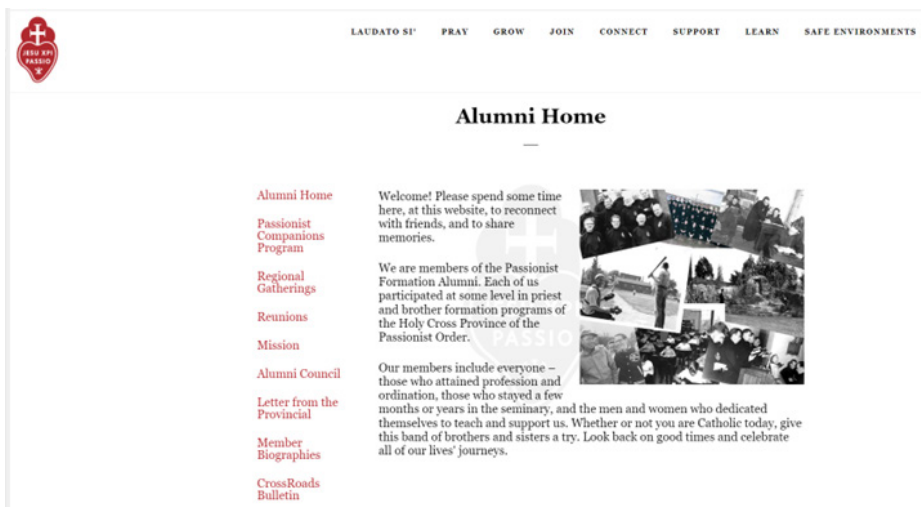 JESU XPI
PASSIO
LAUDATO SI' PRAY GROW JOIN CONNECT SUPPORT LEARN SAFE ENVIRONMENTS
Alumni Home
Alumni Home
Passionist
Companions
Program
Regional
Gatherings
Reunions
Mission
Alumni Council
Letter from the
Provincial
Member
Biographies
CrossRoads
Bulletin
Welcome! Please spend some time
here, at this website, to reconnect
with friends, and to share
memories.
We are members of the Passionist
Formation Alumni. Each of us
participated at some level in priest
and brother formation programs of
the Holy Cross Province of the
Passionist Order.
Our members include everyone –
those who attained profession and
ordination, those who stayed a few
months or years in the seminary, and the men and women who dedicated
themselves to teach and support us. Whether or not you are Catholic today, give
this band of brothers and sisters a try. Look back on good times and celebrate
all of our lives' journeys.
PASSIO